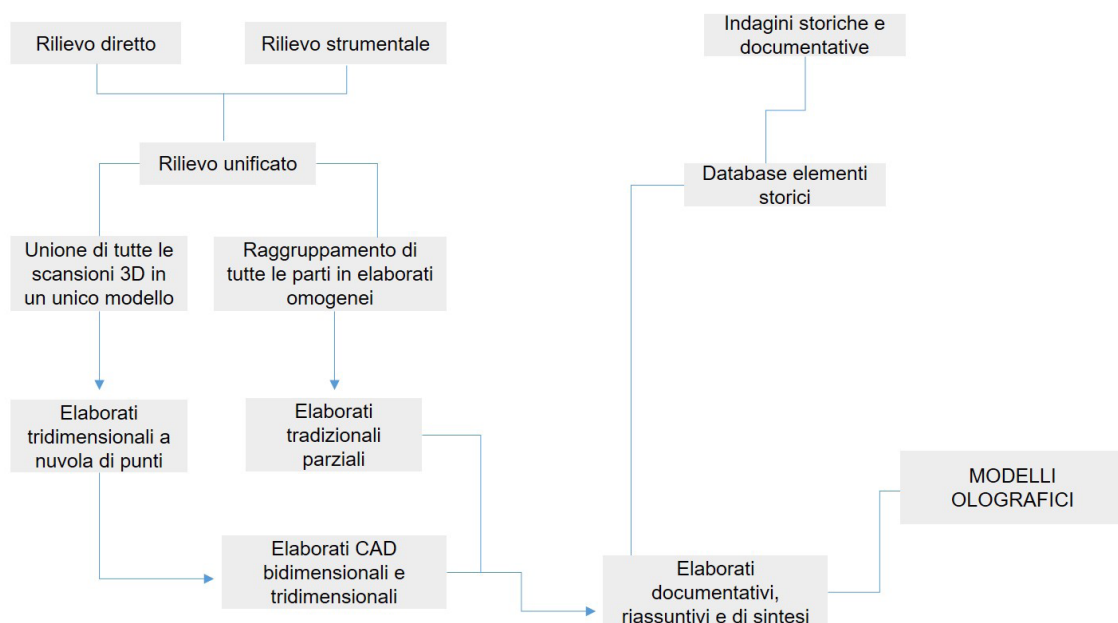 Rilievo diretto
Rilievo strumentale
Indagini storiche e
documentative
Rilievo unificato
Database elementi
storici
Unione di tutte le
scansioni 3D in
un unico modello
Raggruppamento di
tutte le parti in elaborati
omogenei
Elaborati
tridimensionali a
nuvola di punti
Elaborati
tradizionali
parziali
MODELLI
OLOGRAFICI
Elaborati CAD
bidimensionali e
tridimensionali
Elaborati
documentativi,
riassuntivi e di sintesi